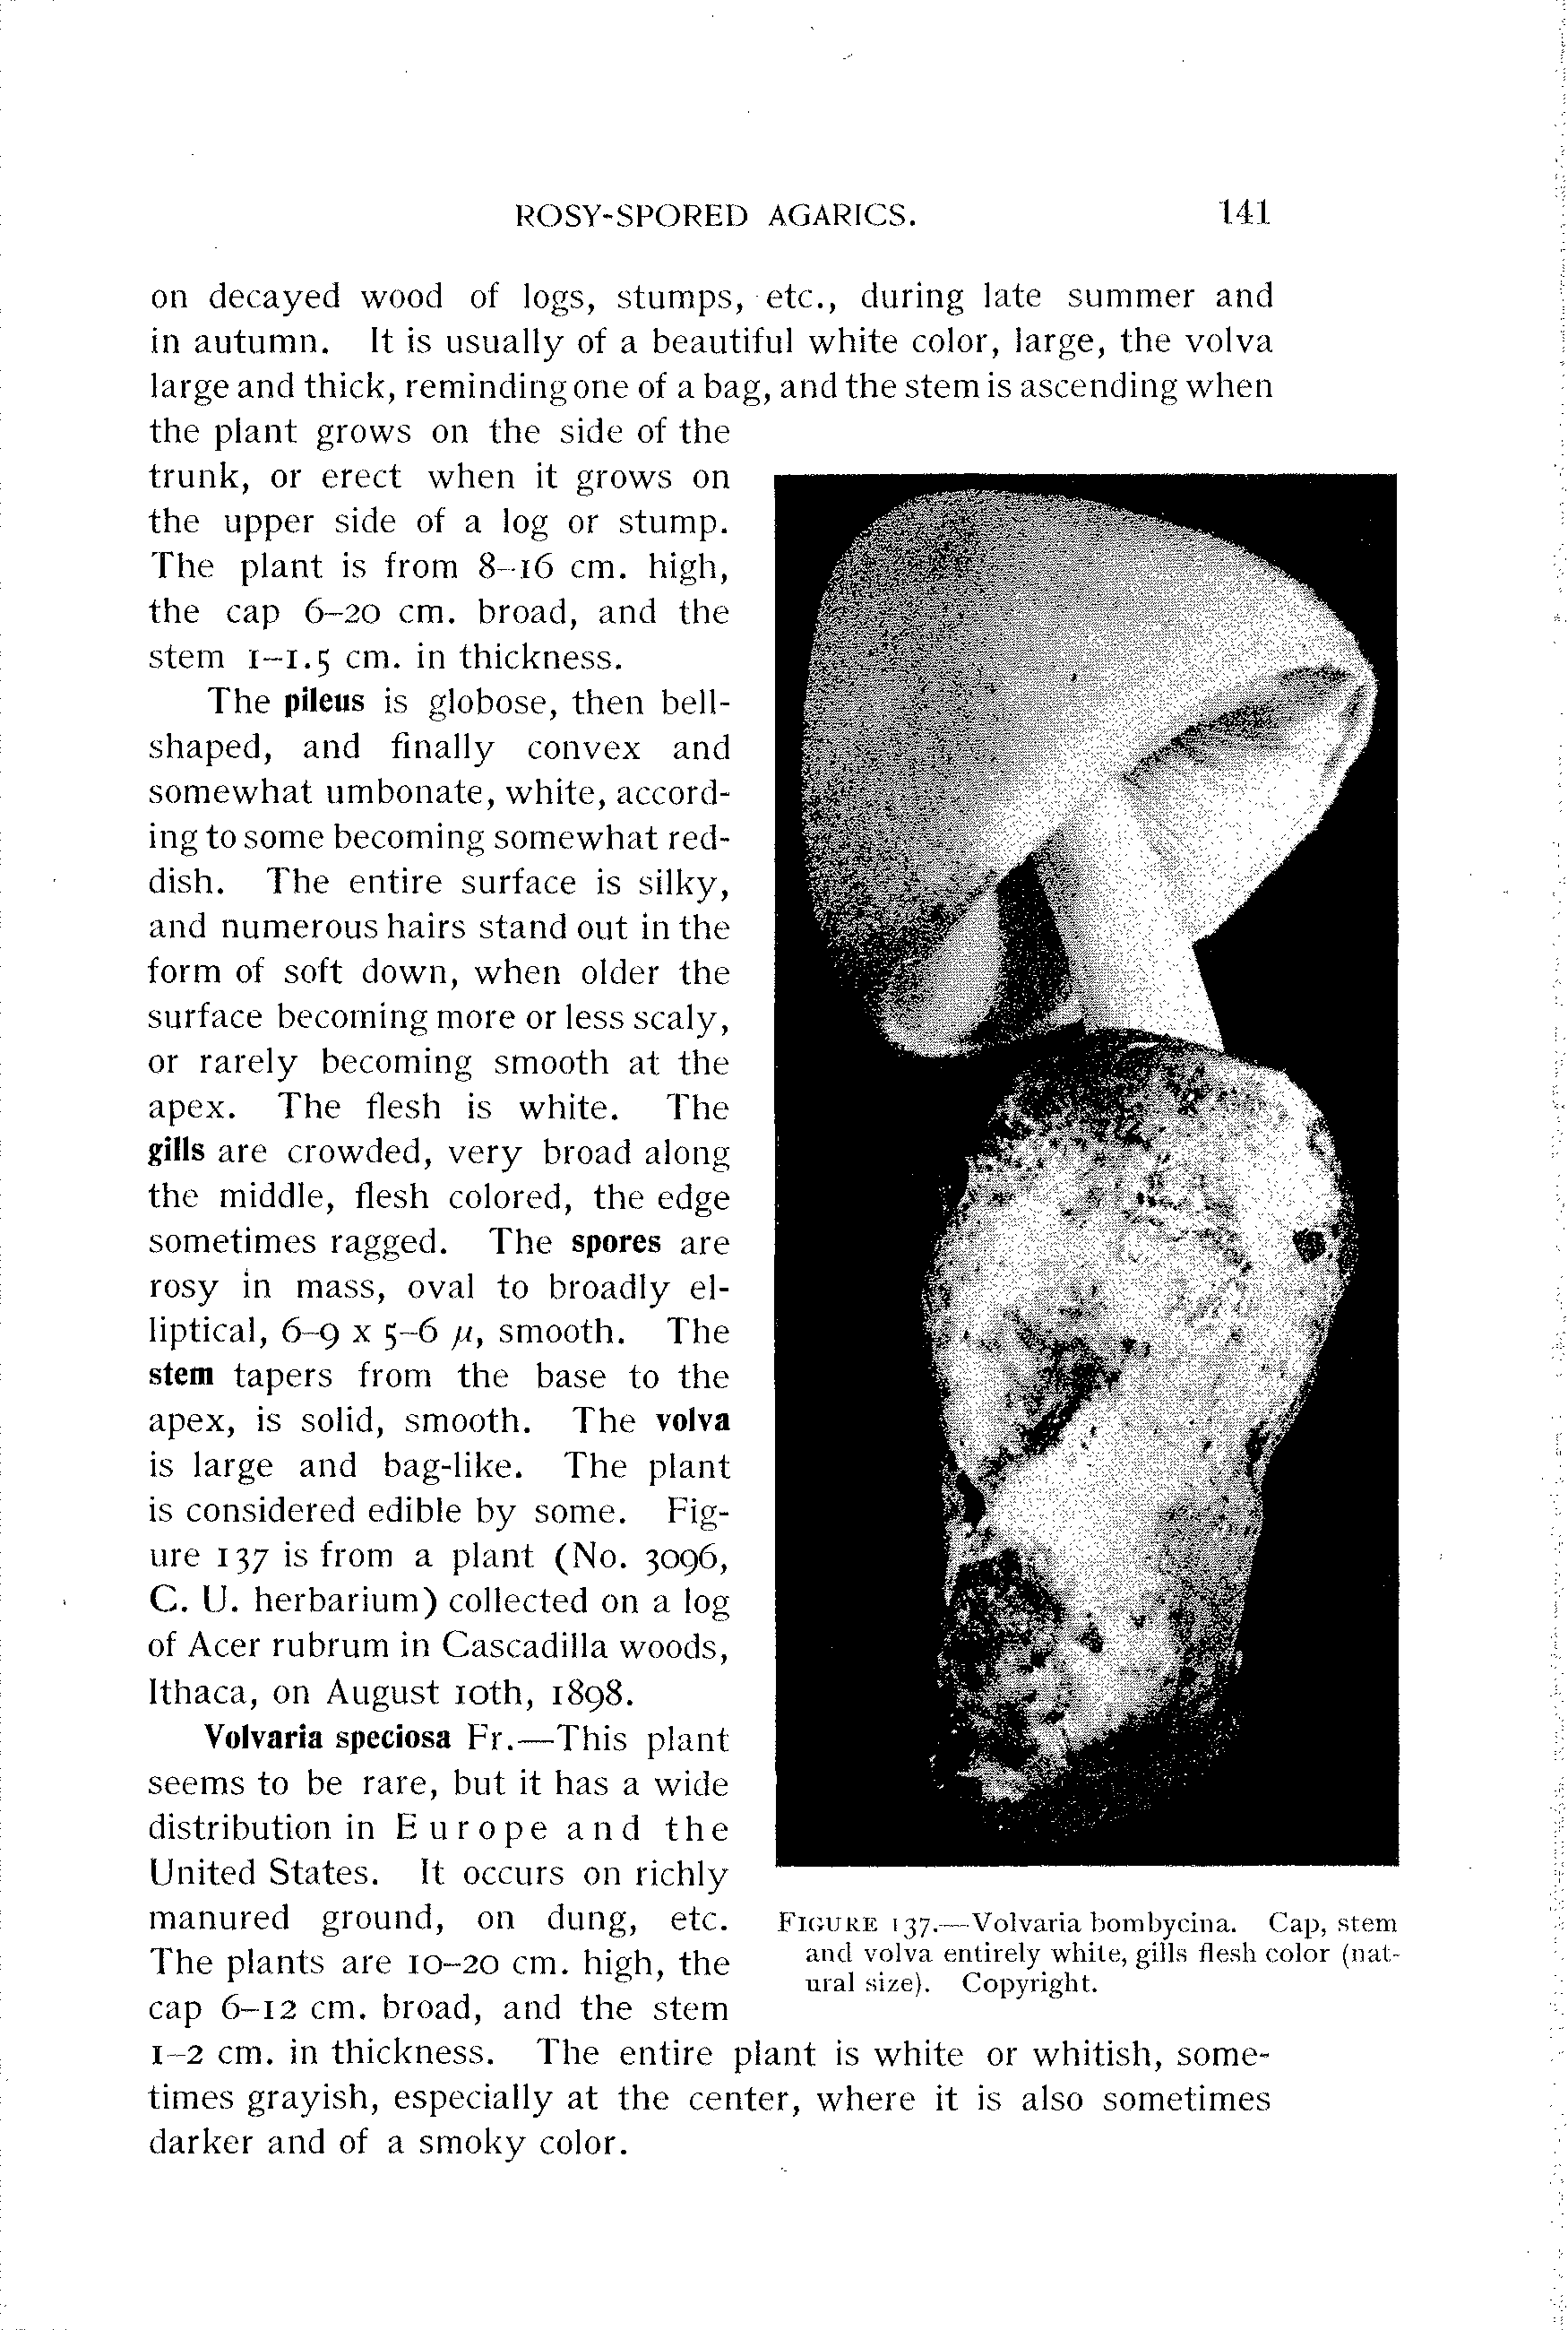 ROSY-SPORED AGARICS. 141
on decayed wood of logs, stumps, etc., during late summer and
in autumn. It is usually of a beautiful white color, large, the volva
large and thick, reminding one of a bag, and the stem is ascending when
the plant grows on the side of the
trunk, or erect when it grows on
the upper side of a log or stump.
The plant is from 8–16 cm. high,
the cap 6–20 cm. broad, and the
stem 1–1.5 cm. in thickness.
The pileus is globose, then bell-
shaped, and finally convex and
somewhat umbonate, white, accord-
ing to some becoming somewhat red-
dish. The entire surface is silky,
and numerous hairs stand out in the
form of soft down, when older the
surface becoming more or less scaly,
or rarely becoming smooth at the
apex. The flesh is white. The
gills are crowded, very broad along
the middle, flesh colored, the edge
sometimes ragged. The spores are
rosy in mass, oval to broadly el-
liptical, 6–9 x 5–6 µ, smooth. The
stem tapers from the base to the
apex, is solid, smooth. The volva
is large and bag-like. The plant
is considered edible by some. Fig-
ure 137 is from a plant (No. 3096,
C. U. herbarium) collected on a log
of Acer rubrum in Cascadilla woods,
Ithaca, on August 10th, 1898.
Volvaria speciosa Fr.—This plant
seems to be rare, but it has a wide
distribution in Europe and the
United States. It occurs on richly
manured ground, on dung, etc.
The plants are 10–20 cm. high, the
cap 6–12 cm. broad, and the stem
1–2 cm. in thickness. The entire plant is white or whitish, some-
times grayish, especially at the center, where it is also sometimes
darker and of a smoky color.
FIGURE 137.—Volvaria bombycina. Cap, stem
and volva entirely white, gills flesh color (nat-
ural size). Copyright.